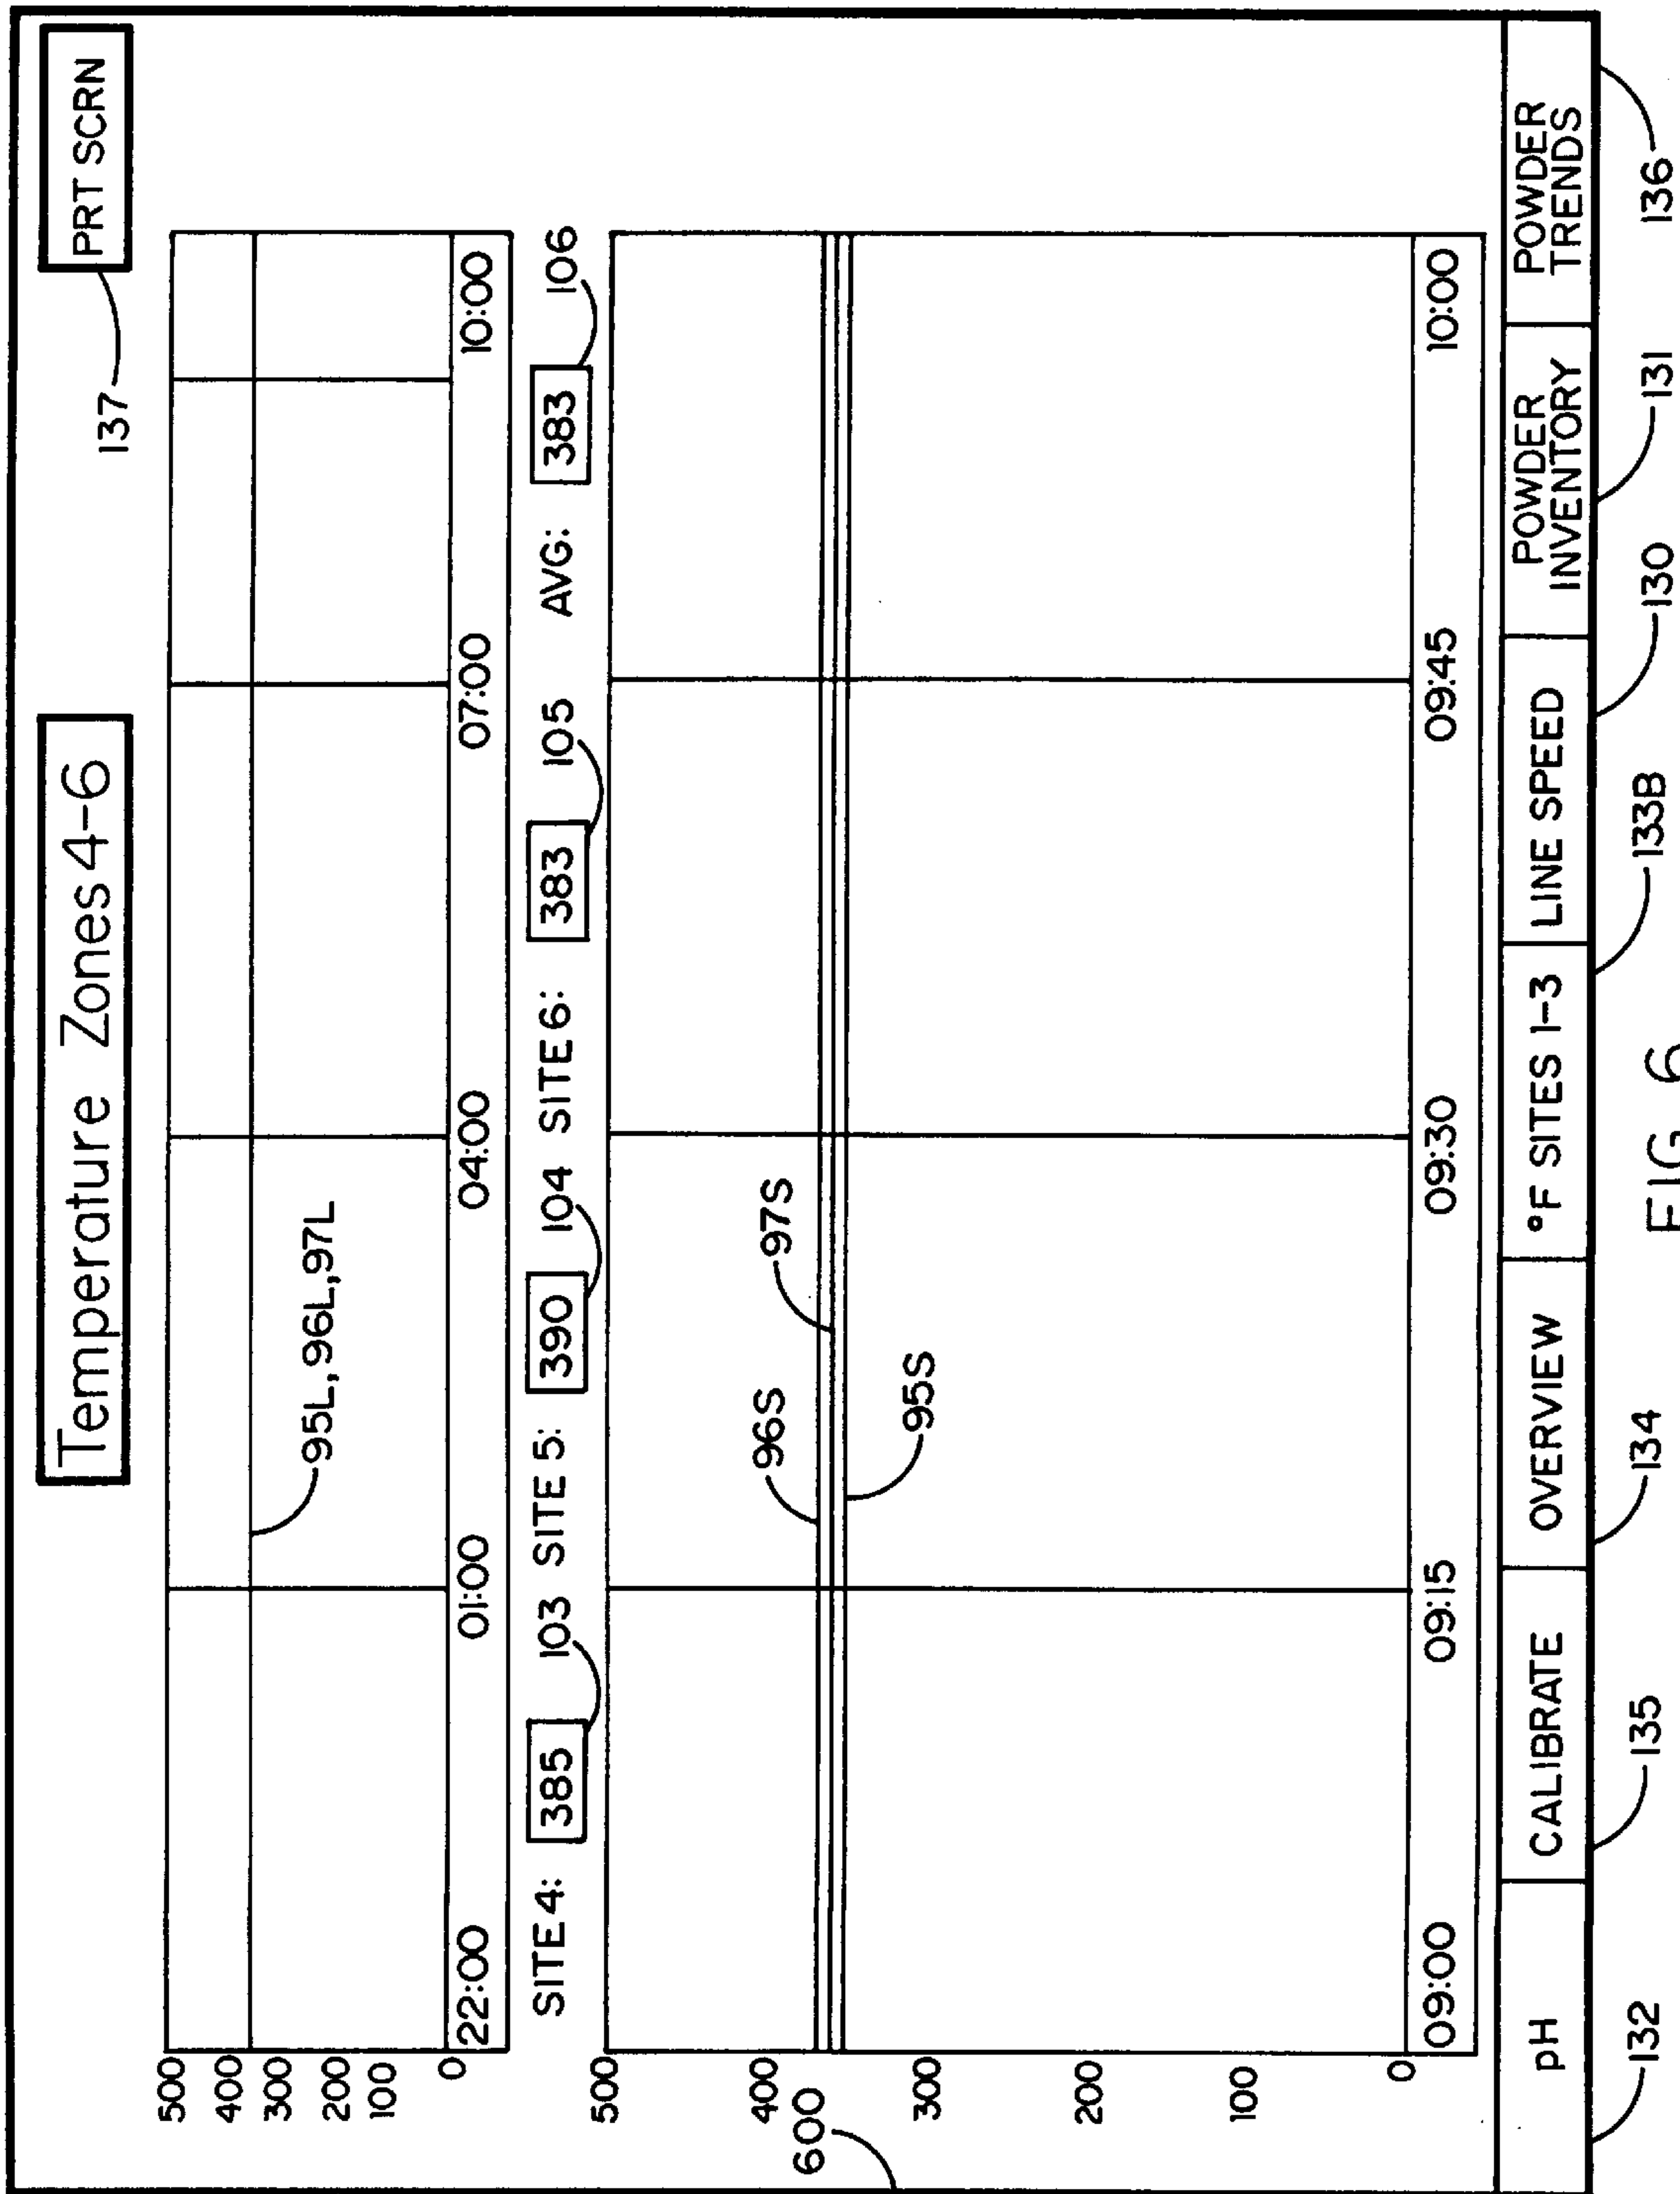 Temperature Zones 4-6
PRT SCRN
137
500
400
300
200
100
0
95L, 96L, 97L
22:00 01:00 04:00 07:00 10:00
SITE 4: 385 103 SITE 5: 390 104 SITE 6: 383 105 AVG: 383 106
500
400
600
300
200
100
0
96S
97S
95S
09:00 09:15 09:30 09:45 10:00
pH
CALIBRATE
OVERVIEW
°F SITES 1-3
LINE SPEED
POWDER
INVENTORY
POWDER
TRENDS
132 135 134 133B 130 131 136
FIG. 6